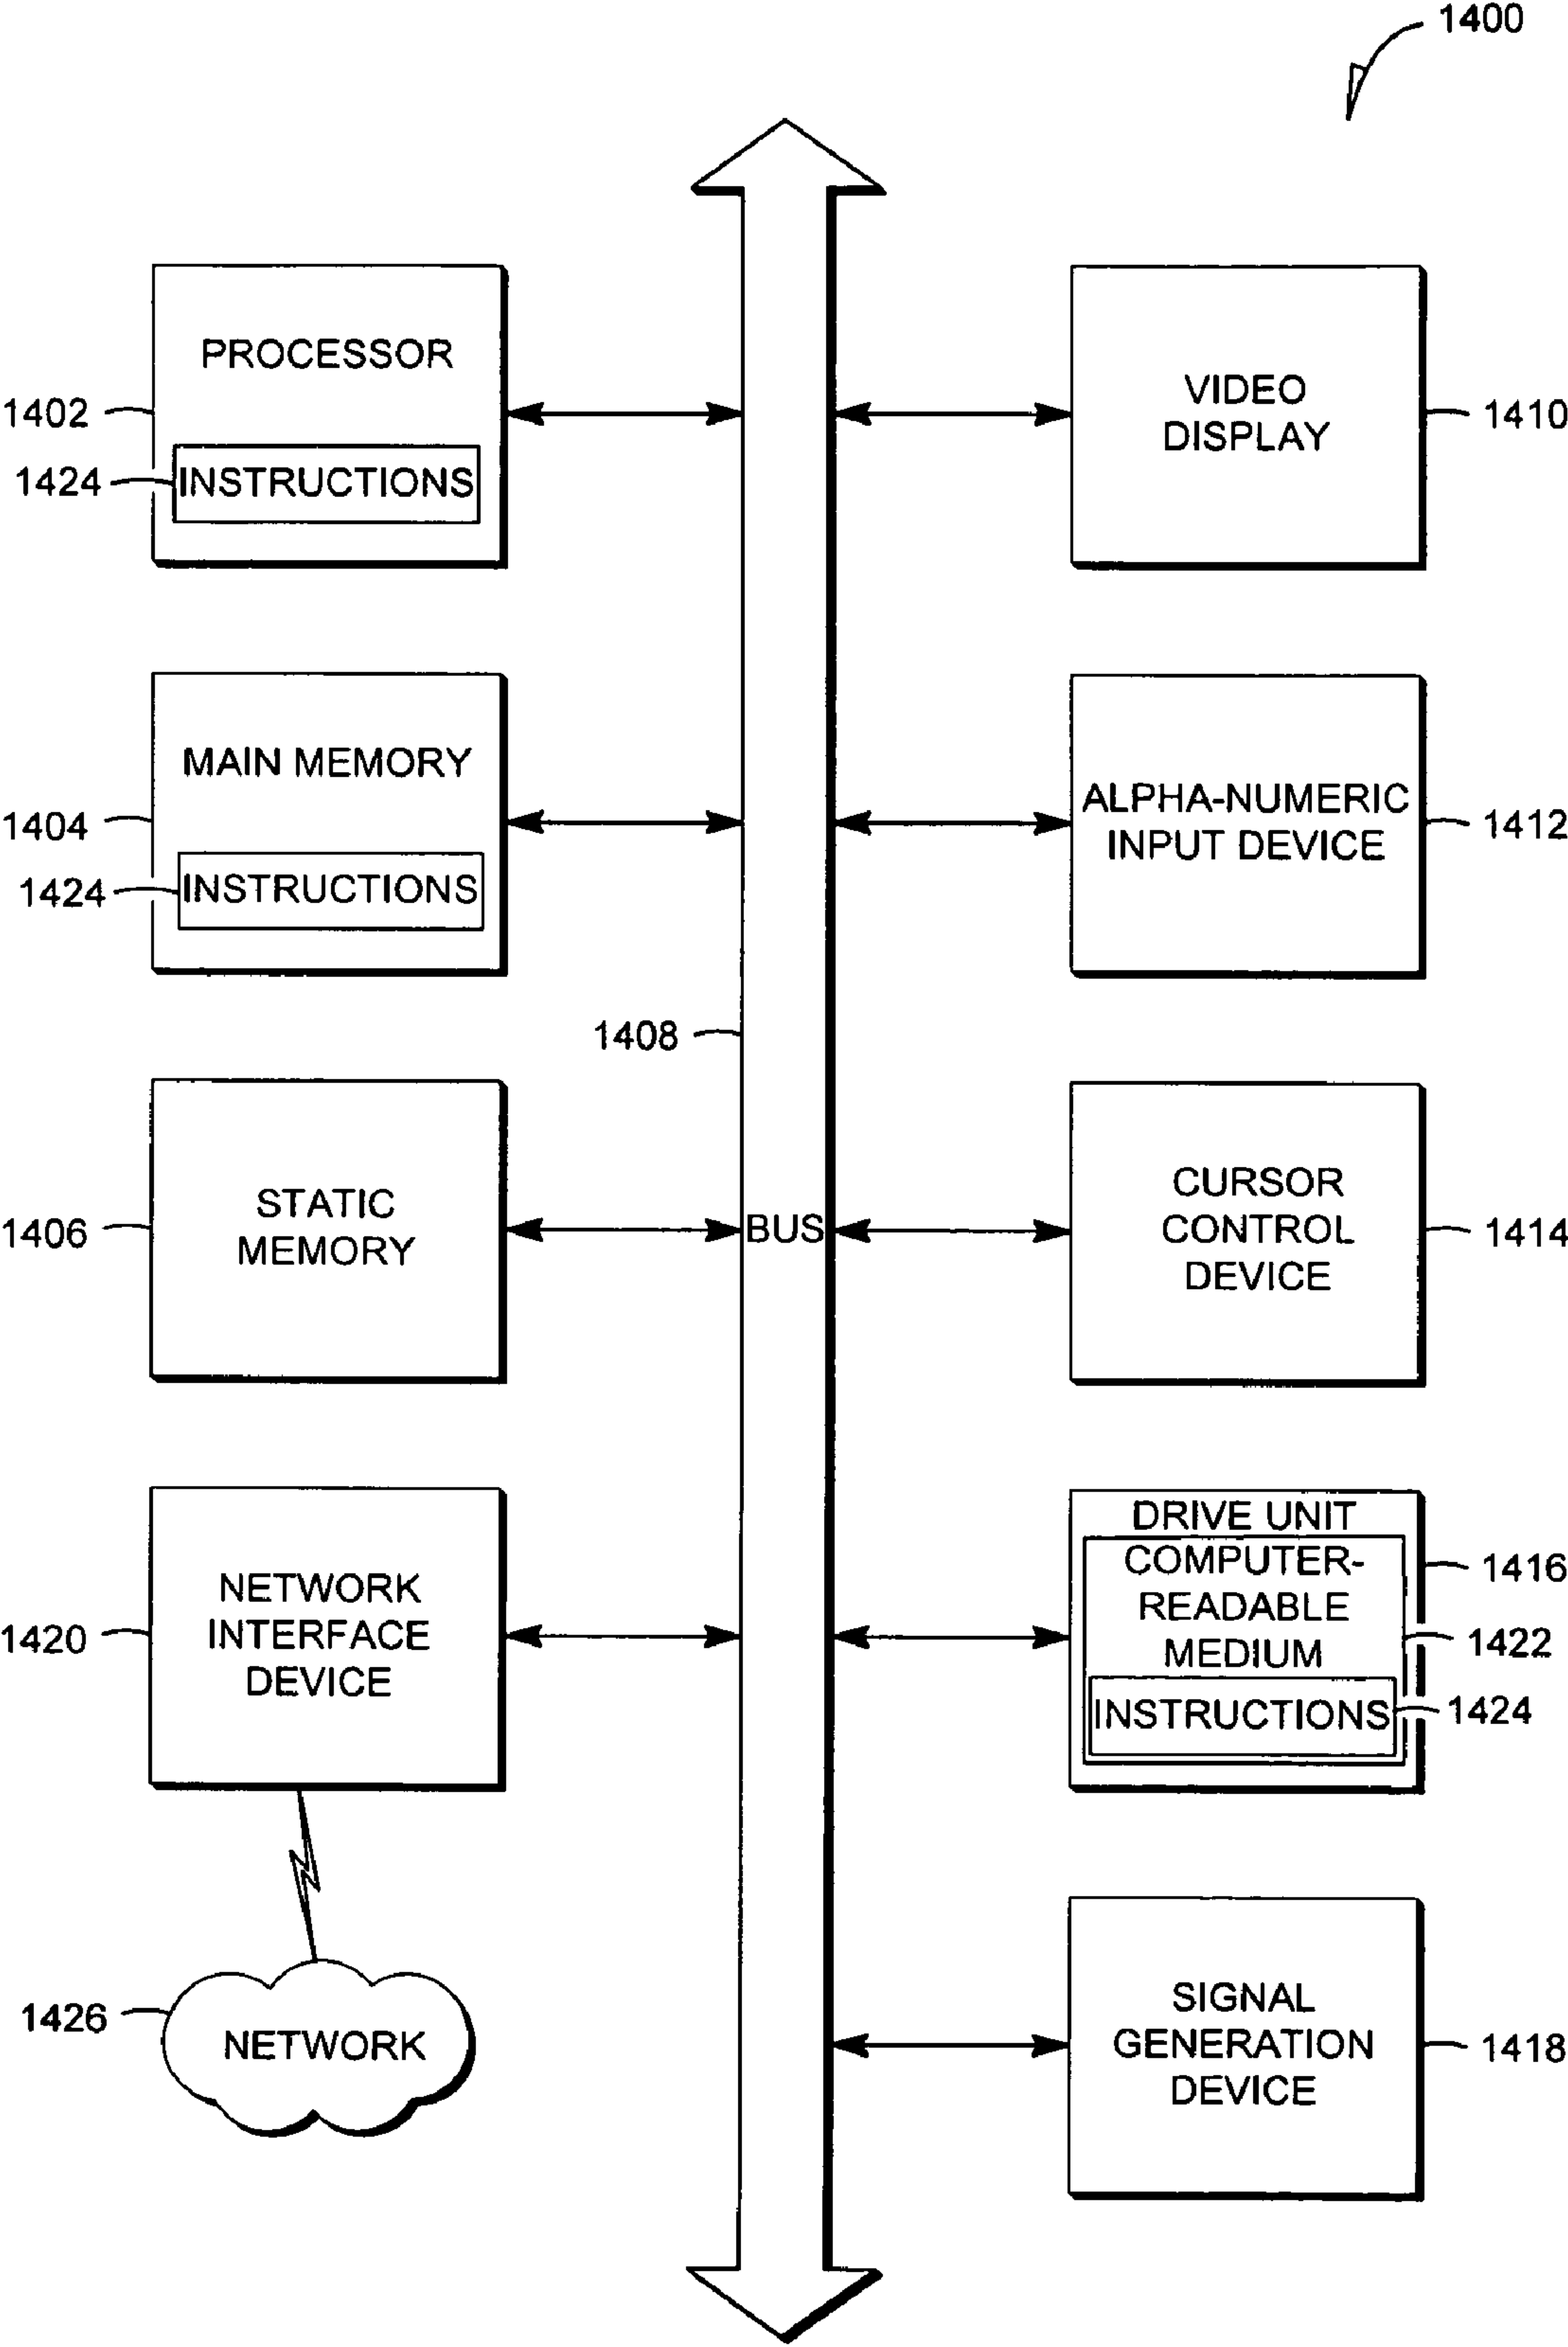 1400
PROCESSOR
1402
1424
INSTRUCTIONS
MAIN MEMORY
1404
1424
INSTRUCTIONS
1408
STATIC
MEMORY
1406
BUS
NETWORK
INTERFACE
DEVICE
1420
1426
NETWORK
VIDEO
DISPLAY
1410
ALPHA-NUMERIC
INPUT DEVICE
1412
CURSOR
CONTROL
DEVICE
1414
DRIVE UNIT
COMPUTER-
READABLE
MEDIUM
1416
1422
INSTRUCTIONS
1424
SIGNAL
GENERATION
DEVICE
1418